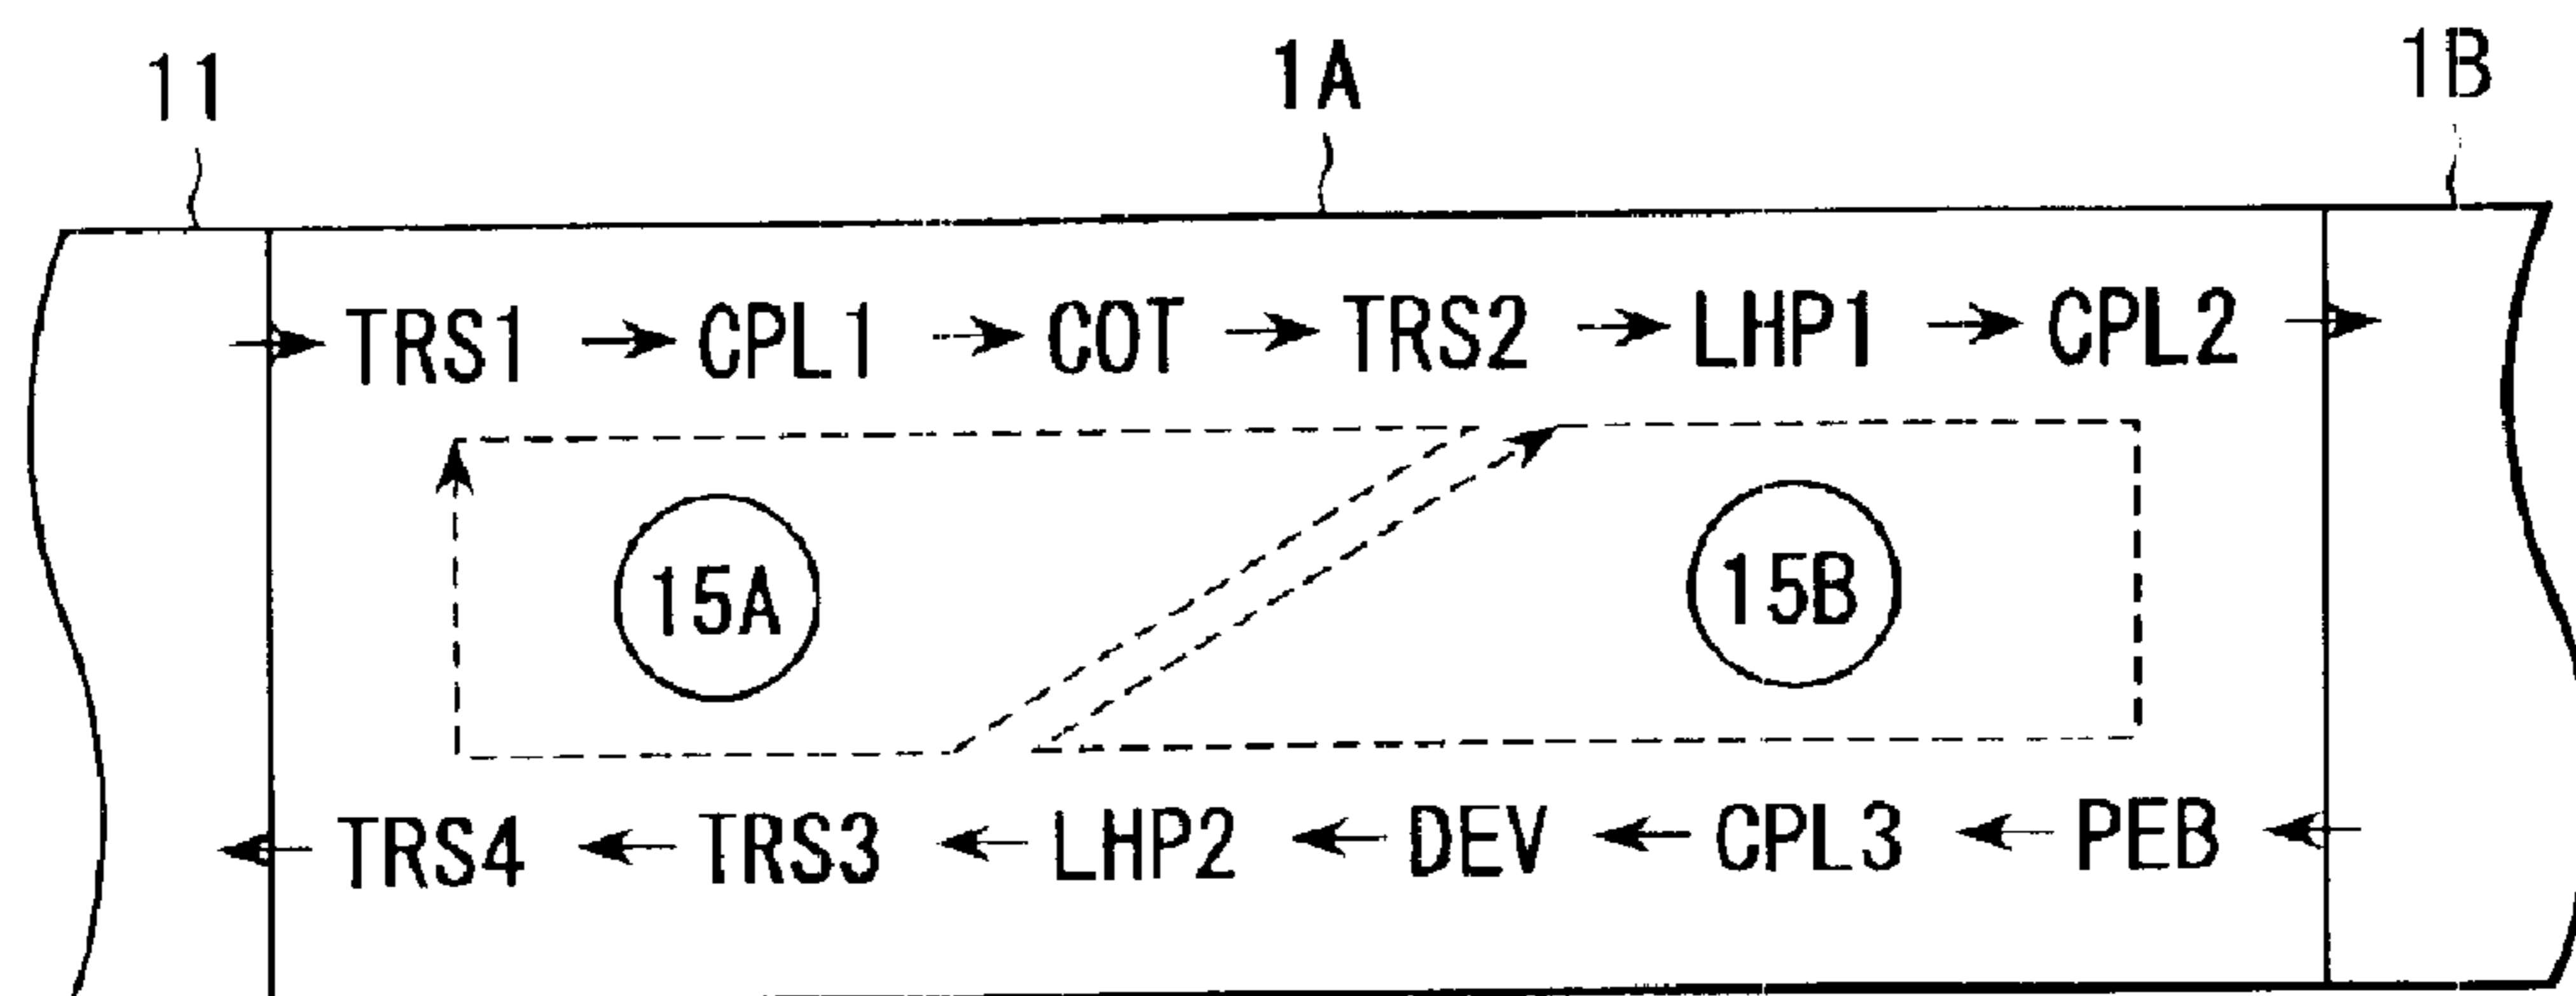 11 1A 1B
TRS1 → CPL1 → COT → TRS2 → LHP1 → CPL2 →
15A 15B
TRS4 ← TRS3 ← LHP2 ← DEV ← CPL3 ← PEB ←